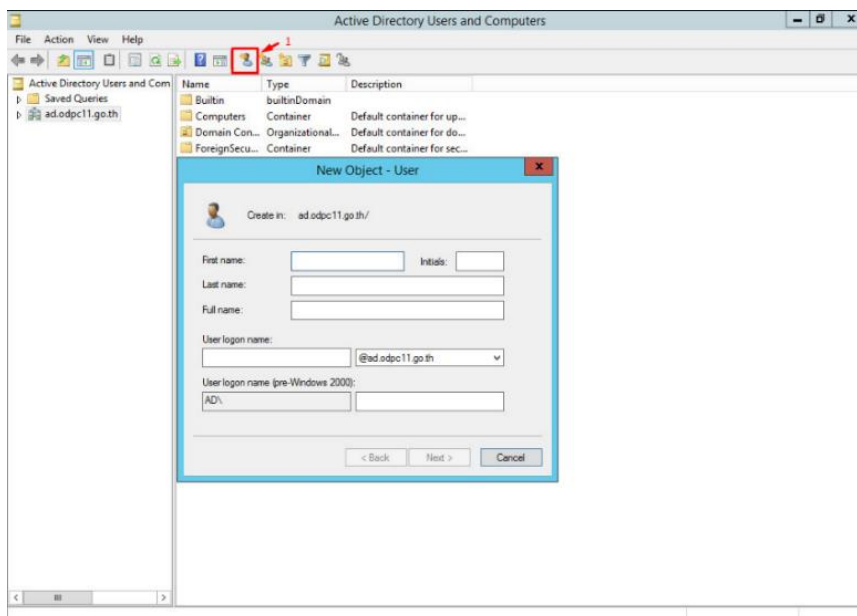 Active Directory Users and Computers
File Action View Help
1
Active Directory Users and Com
Saved Queries
ad.odpc11.go.th
Name Type Description
Builtin builtinDomain
Computers Container Default container for up...
Domain Con... Organizational... Default container for do...
ForeignSecu... Container Default container for sec...
New Object - User
Create in: ad.odpc11.go.th/
First name: Initials:
Last name:
Full name:
User logon name:
@ad.odpc11.go.th
User logon name (pre-Windows 2000):
AD\
< Back Next > Cancel